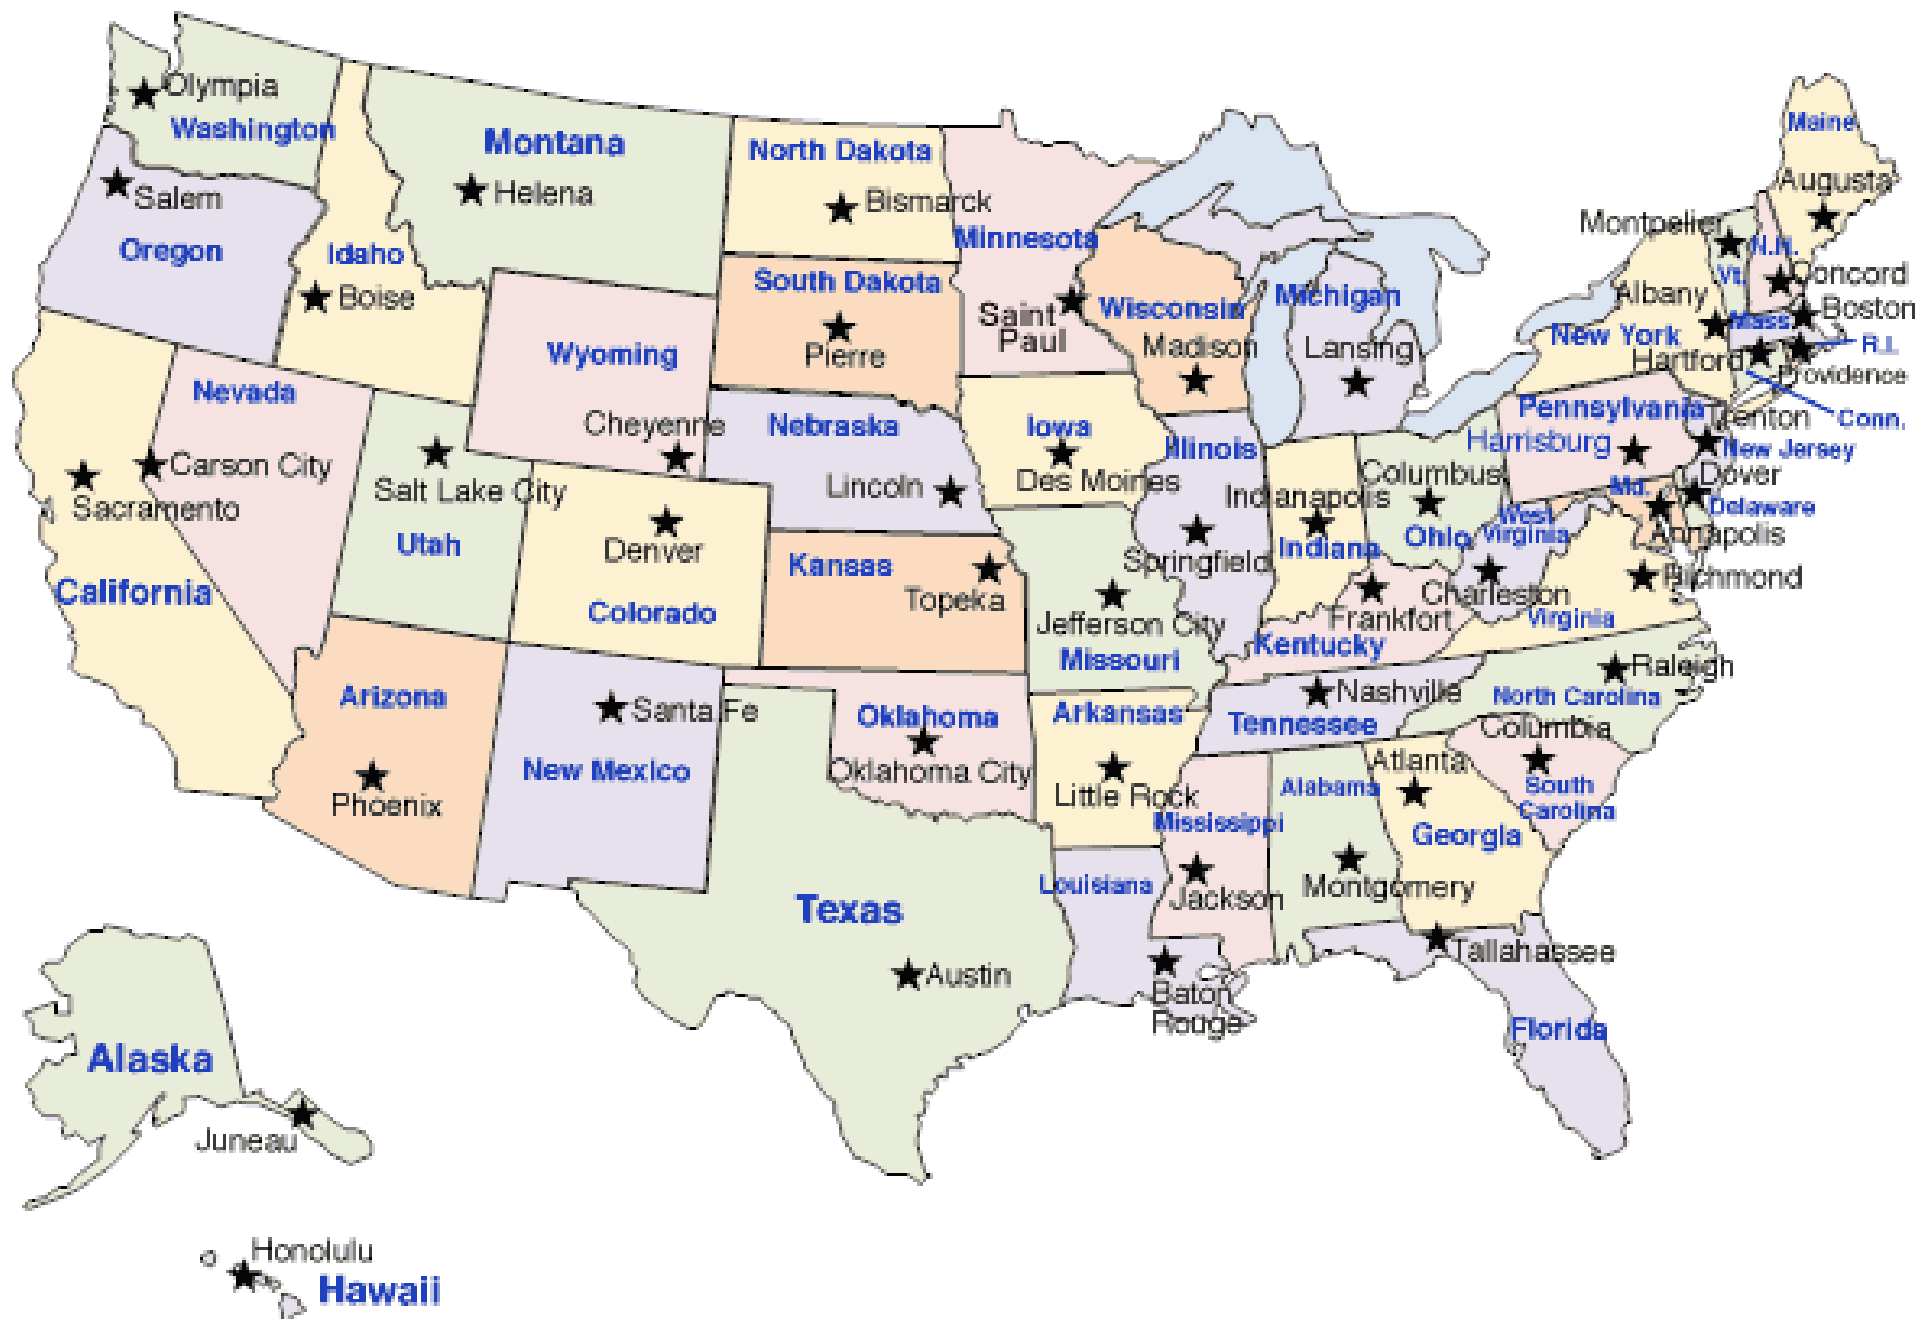 Olympia
Washington
Montana
Helena
North Dakota
Bismarck
Minnesota
Saint
Paul
Maine
Augusta
Montpelier
N.H.
Vt.
Concord
Salem
Oregon
Idaho
Boise
South Dakota
Pierre
Wisconsin
Madison
Michigan
Lansing
Albany
New York
Boston
Mass.
R.I.
Hartford
Providence
Conn.
Wyoming
Cheyenne
Nevada
Carson City
Sacramento
California
Salt Lake City
Utah
Nebraska
Lincoln
Iowa
Des Moines
Illinois
Springfield
Indianapolis
Indiana
Columbus
Ohio
Pennsylvania
Harrisburg
Trenton
New Jersey
Dover
Md.
Delaware
Annapolis
West
Virginia
Charleston
Richmond
Virginia
Denver
Colorado
Kansas
Topeka
Jefferson City
Missouri
Frankfort
Kentucky
Arizona
Phoenix
Santa Fe
New Mexico
Oklahoma
Oklahoma City
Arkansas
Little Rock
Nashville
Tennessee
Raleigh
North Carolina
Columbia
South
Carolina
Atlanta
Georgia
Alabama
Montgomery
Mississippi
Jackson
Louisiana
Baton
Rouge
Texas
Austin
Tallahassee
Florida
Alaska
Juneau
Honolulu
Hawaii